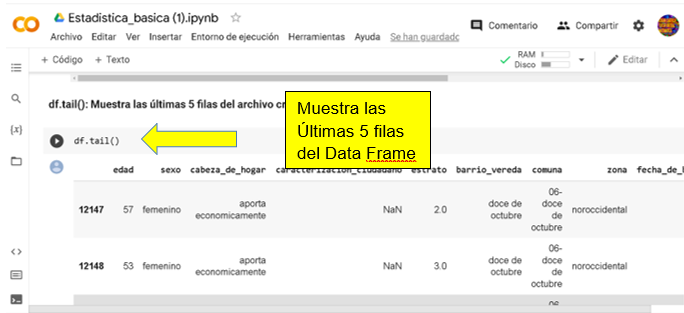 Estadistica_basica (1).ipynb
Comentario
Compartir
Archivo Editar Ver Insertar Entorno de ejecución Herramientas Ayuda Se han guardado
+ Código + Texto
RAM
Disco
Editar
df.tail(): Muestra las últimas 5 filas del archivo
df.tail()
Muestra las
Últimas 5 filas
del Data Frame
edad sexo cabeza_de_hogar caracterizacion_ciudadano estrato barrio_vereda comuna zona fecha_de_
12147 57 femenino aporta economicamente NaN 2.0 doce de octubre 06- doce de octubre noroccidental
12148 53 femenino aporta economicamente NaN 3.0 doce de octubre 06- doce de octubre noroccidental